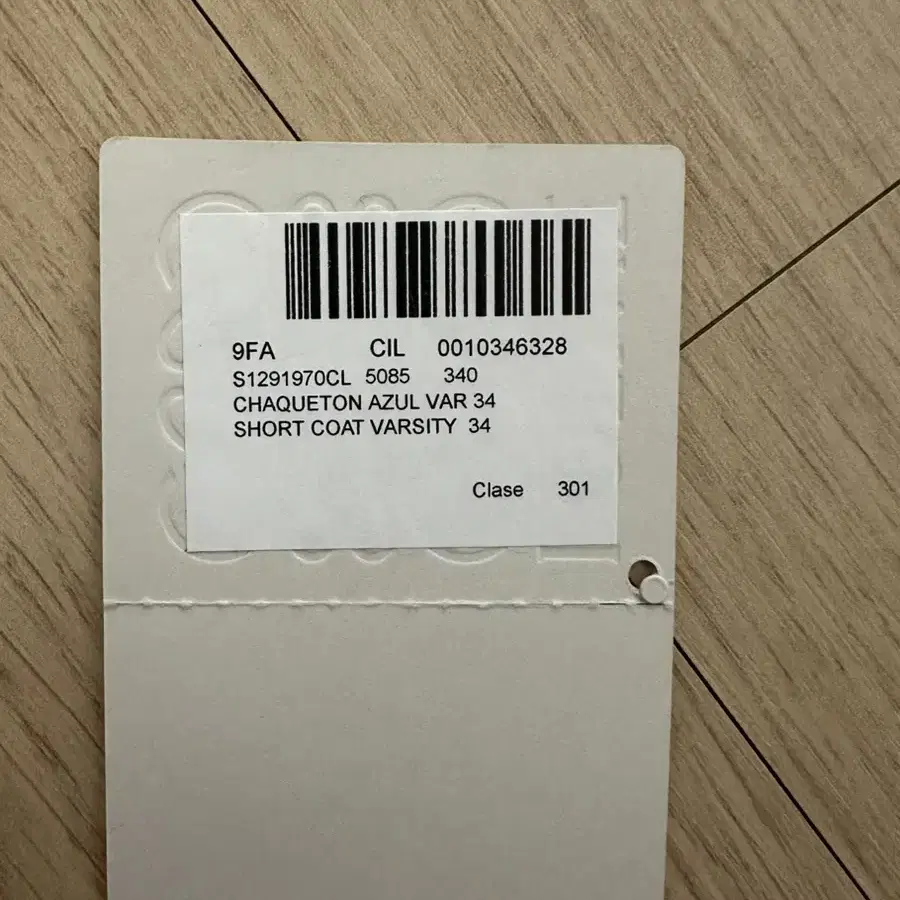 9FA CIL 0010346328
S1291970CL 5085 340
CHAQUETON AZUL VAR 34
SHORT COAT VARSITY 34
Clase 301